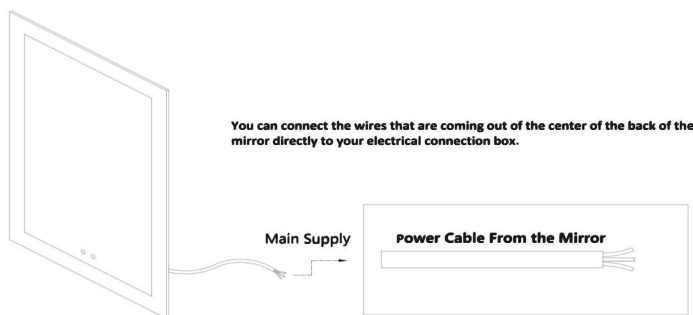 You can connect the wires that are coming out of the center of the back of the
mirror directly to your electrical connection box.
Main Supply
Power Cable From the Mirror